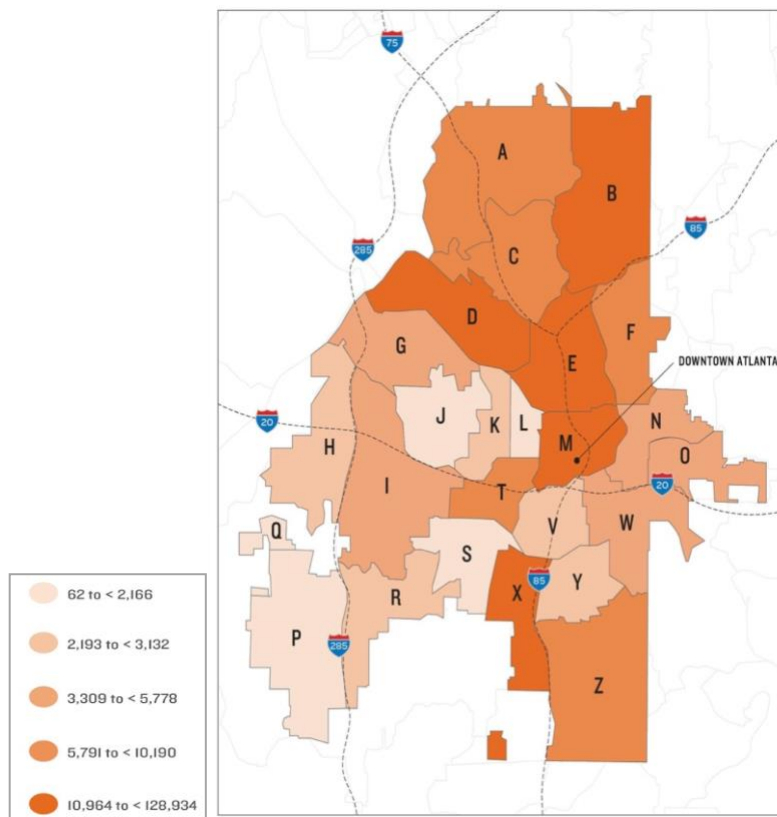 75
A
B
85
285
C
D
F
E
G
DOWNTOWN ATLANTA
J
K
L
N
20
M
H
O
I
T
20
V
W
Q
S
85
X
Y
R
P
285
Z
62 to < 2,166
2,193 to < 3,132
3,309 to < 5,778
5,791 to < 10,190
10,964 to < 128,934